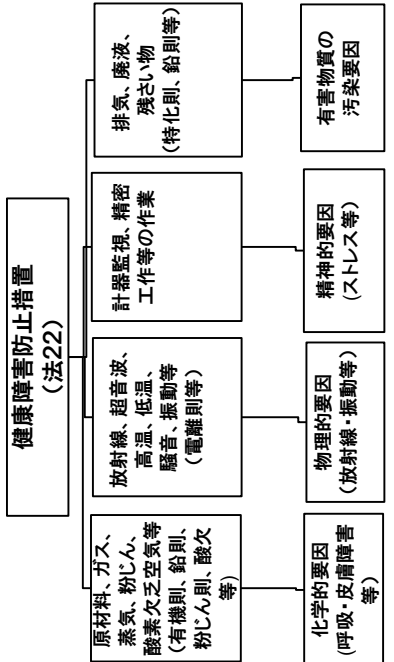 健康障害防止措置
（法22）
原材料、ガス、
蒸気、粉じん、
酸素欠乏空気等
（有機則、鉛則、
粉じん則、酸欠
等）
放射線、超音波、
高温、低温、
騒音、振動等
（電離則等）
計器監視、精密
工作等の作業
排気、廃液、
残さい物
（特化則、鉛則等）
化学的要因
（呼吸・皮膚障害
等）
物理的要因
（放射線・振動等）
精神的要因
（ストレス等）
有害物質の
汚染要因